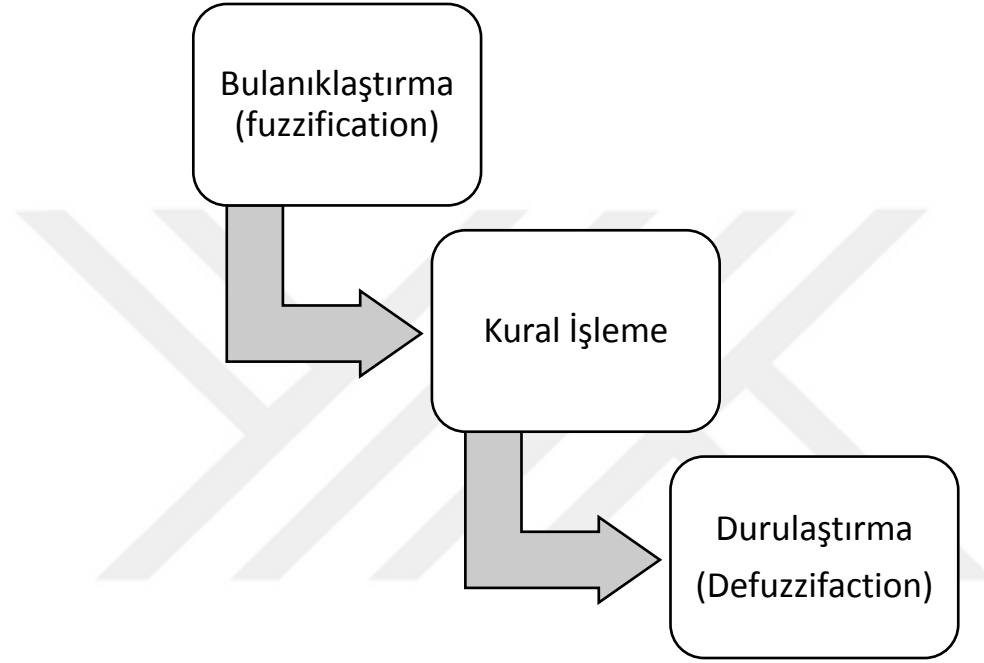 Bulanıklaştırma
(fuzzification)
Kural İşleme
Durulaştırma
(Defuzzifaction)